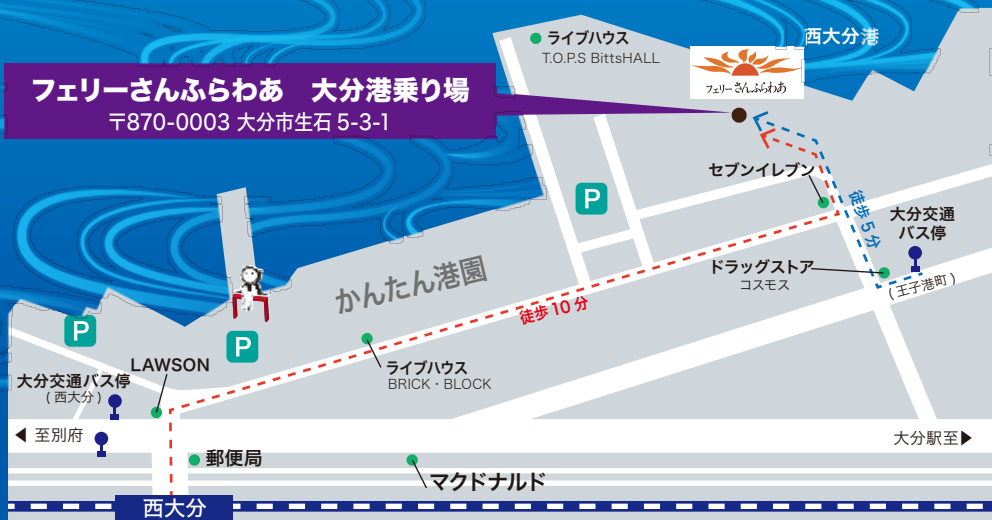 ライブハウス
T.O.P.S BittsHALL
西大分港
フェリーさんふらわあ
フェリーさんふらわあ 大分港乗り場
〒870-0003 大分市生石 5-3-1
セブンイレブン
P
徒歩 5 分
大分交通
バス停
(王子港町)
ドラッグストア
コスモス
かんたん港園
徒歩 10 分
P
P
ライブハウス
BRICK・BLOCK
LAWSON
大分交通バス停
(西大分)
至別府
大分駅至
郵便局
マクドナルド
西大分